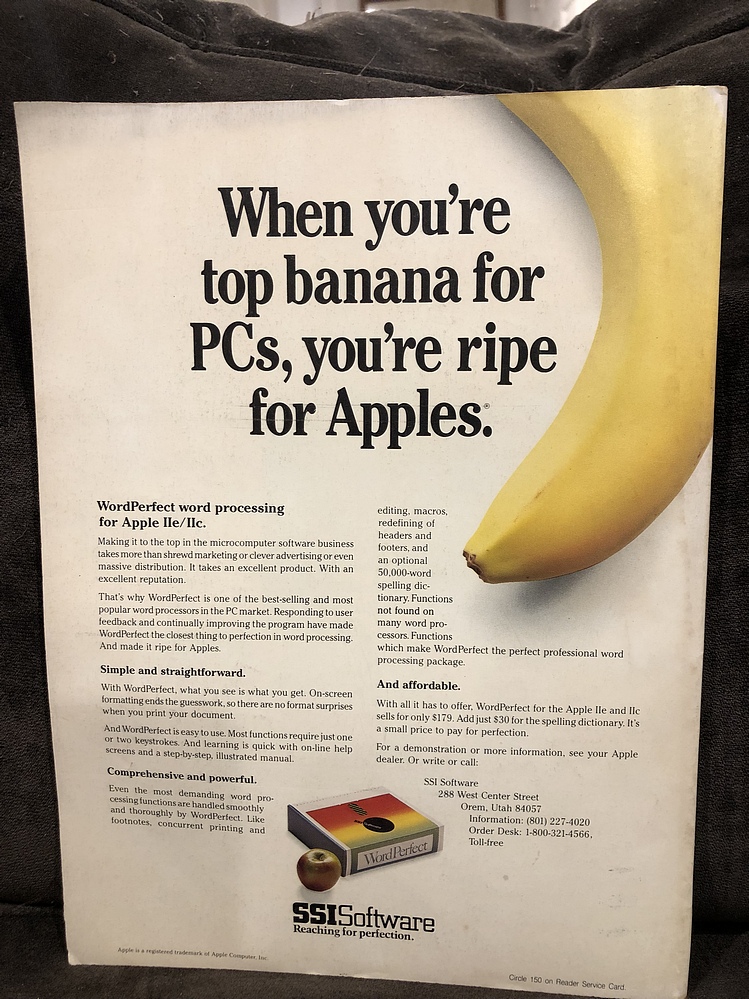 When you're
top banana for
PCs, you're ripe
for Apples.®
WordPerfect word processing
for Apple IIe/IIc.
Making it to the top in the microcomputer software business
takes more than shrewd marketing or clever advertising or even
massive distribution. It takes an excellent product. With an
excellent reputation.
That's why WordPerfect is one of the best-selling and most
popular word processors in the PC market. Responding to user
feedback and continually improving the program have made
WordPerfect the closest thing to perfection in word processing.
And made it ripe for Apples.
Simple and straightforward.
With WordPerfect, what you see is what you get. On-screen
formatting ends the guesswork, so there are no format surprises
when you print your document.
And WordPerfect is easy to use. Most functions require just one
or two keystrokes. And learning is quick with on-line help
screens and a step-by-step, illustrated manual.
Comprehensive and powerful.
Even the most demanding word pro-
cessing functions are handled smoothly
and thoroughly by WordPerfect. Like
footnotes, concurrent printing and
editing, macros,
redefining of
headers and
footers, and
an optional
50,000-word
spelling dic-
tionary. Functions
not found on
many word pro-
cessors. Functions
which make WordPerfect the perfect professional word
processing package.
And affordable.
With all it has to offer, WordPerfect for the Apple IIe and IIc
sells for only $179. Add just $30 for the spelling dictionary. It's
a small price to pay for perfection.
For a demonstration or more information, see your Apple
dealer. Or write or call:
SSI Software
288 West Center Street
Orem, Utah 84057
Information: (801) 227-4020
Order Desk: 1-800-321-4566,
Toll-free
WordPerfect
SSISoftware
Reaching for perfection.
Apple is a registered trademark of Apple Computer, Inc.
Circle 150 on Reader Service Card